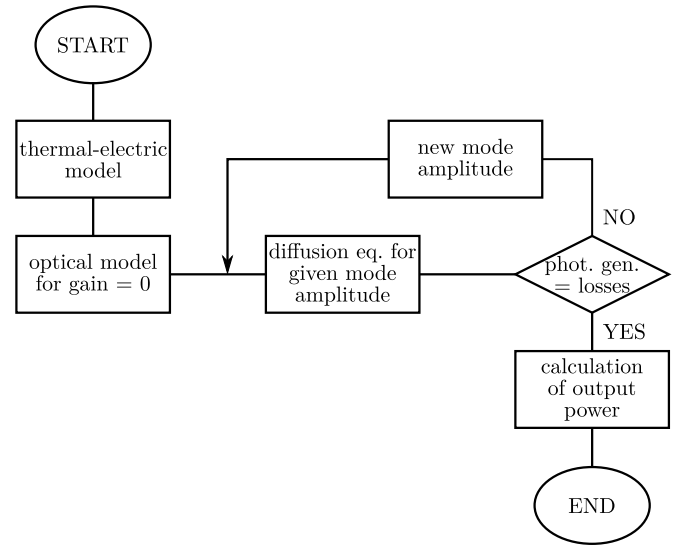 START
thermal-electric
model
optical model
for gain = 0
diffusion eq. for
given mode
amplitude
new mode
amplitude
NO
phot. gen.
= losses
YES
calculation
of output
power
END